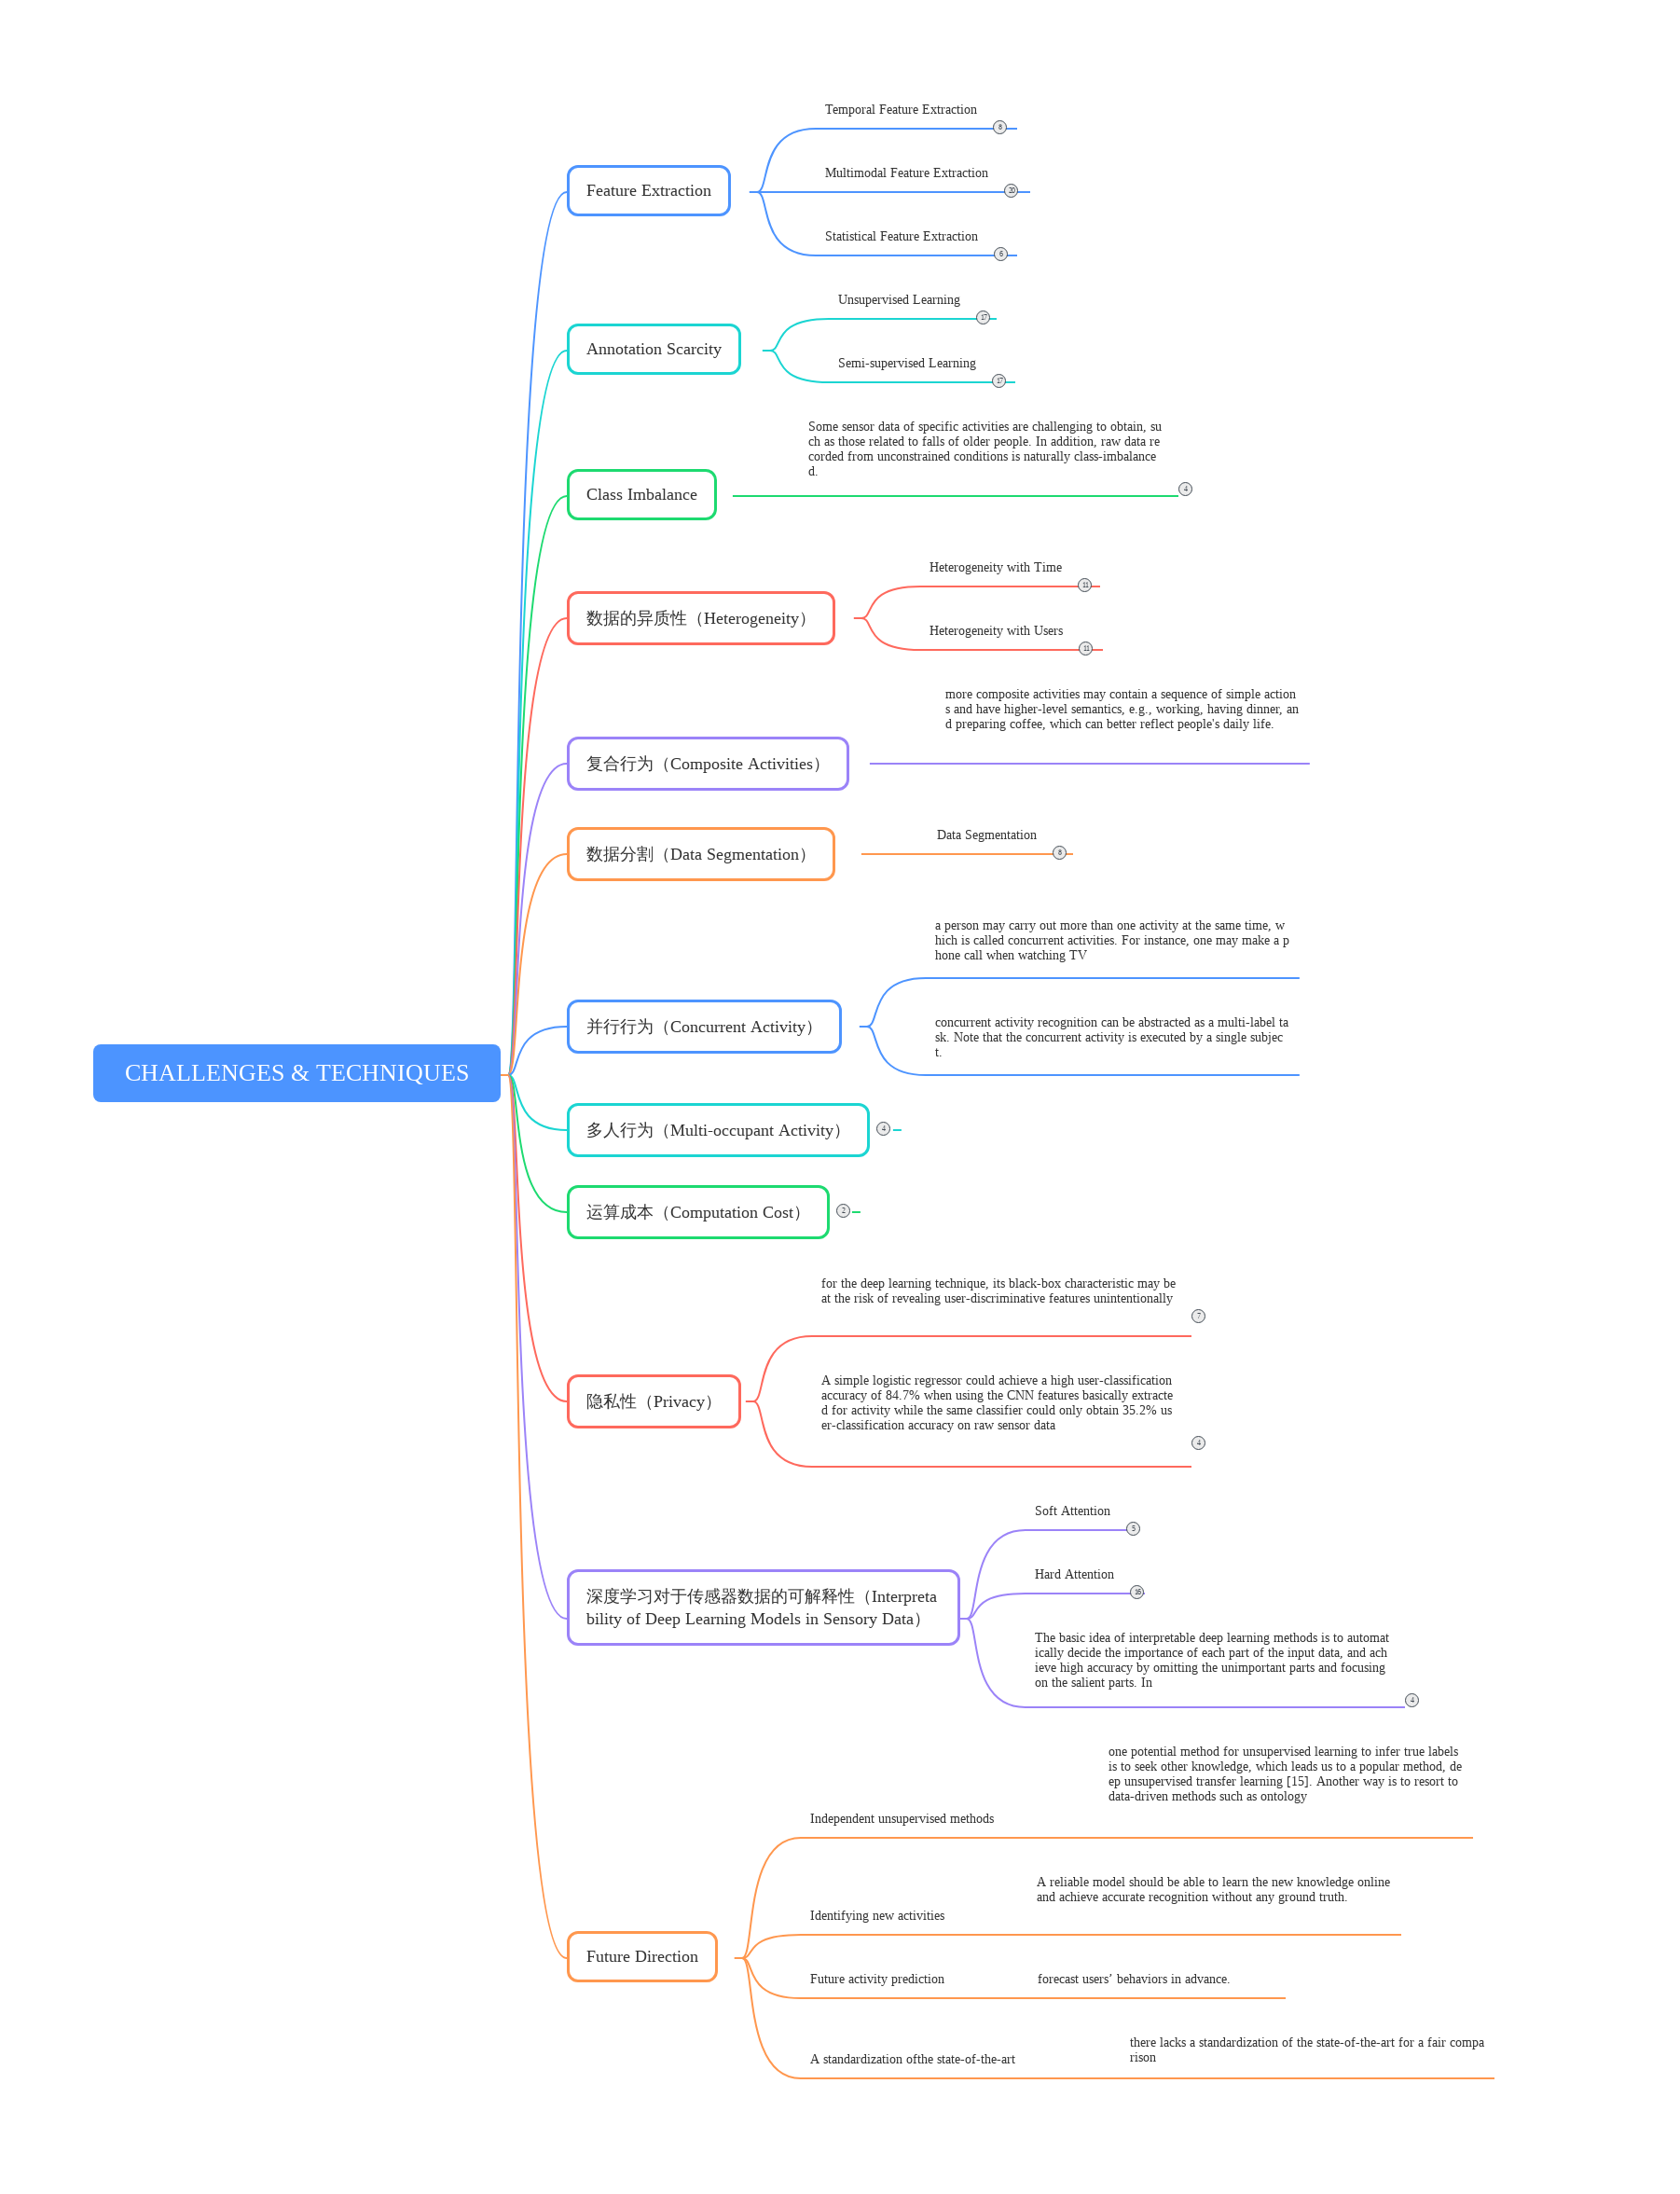 CHALLENGES & TECHNIQUES
Feature Extraction
Temporal Feature Extraction
8
Multimodal Feature Extraction
20
Statistical Feature Extraction
6
Annotation Scarcity
Unsupervised Learning
17
Semi-supervised Learning
17
Class Imbalance
Some sensor data of specific activities are challenging to obtain, su
ch as those related to falls of older people. In addition, raw data re
corded from unconstrained conditions is naturally class-imbalance
d.
4
数据的异质性（Heterogeneity）
Heterogeneity with Time
11
Heterogeneity with Users
11
复合行为（Composite Activities）
more composite activities may contain a sequence of simple action
s and have higher-level semantics, e.g., working, having dinner, an
d preparing coffee, which can better reflect people's daily life.
数据分割（Data Segmentation）
Data Segmentation
8
并行行为（Concurrent Activity）
a person may carry out more than one activity at the same time, w
hich is called concurrent activities. For instance, one may make a p
hone call when watching TV
concurrent activity recognition can be abstracted as a multi-label ta
sk. Note that the concurrent activity is executed by a single subjec
t.
多人行为（Multi-occupant Activity）
4
运算成本（Computation Cost）
2
隐私性（Privacy）
for the deep learning technique, its black-box characteristic may be
at the risk of revealing user-discriminative features unintentionally
7
A simple logistic regressor could achieve a high user-classification
accuracy of 84.7% when using the CNN features basically extracte
d for activity while the same classifier could only obtain 35.2% us
er-classification accuracy on raw sensor data
4
深度学习对于传感器数据的可解释性（Interpreta
bility of Deep Learning Models in Sensory Data）
Soft Attention
5
Hard Attention
16
The basic idea of interpretable deep learning methods is to automat
ically decide the importance of each part of the input data, and ach
ieve high accuracy by omitting the unimportant parts and focusing
on the salient parts. In
4
Future Direction
Independent unsupervised methods
one potential method for unsupervised learning to infer true labels
is to seek other knowledge, which leads us to a popular method, de
ep unsupervised transfer learning [15]. Another way is to resort to
data-driven methods such as ontology
Identifying new activities
A reliable model should be able to learn the new knowledge online
and achieve accurate recognition without any ground truth.
Future activity prediction
forecast users’ behaviors in advance.
A standardization ofthe state-of-the-art
there lacks a standardization of the state-of-the-art for a fair compa
rison